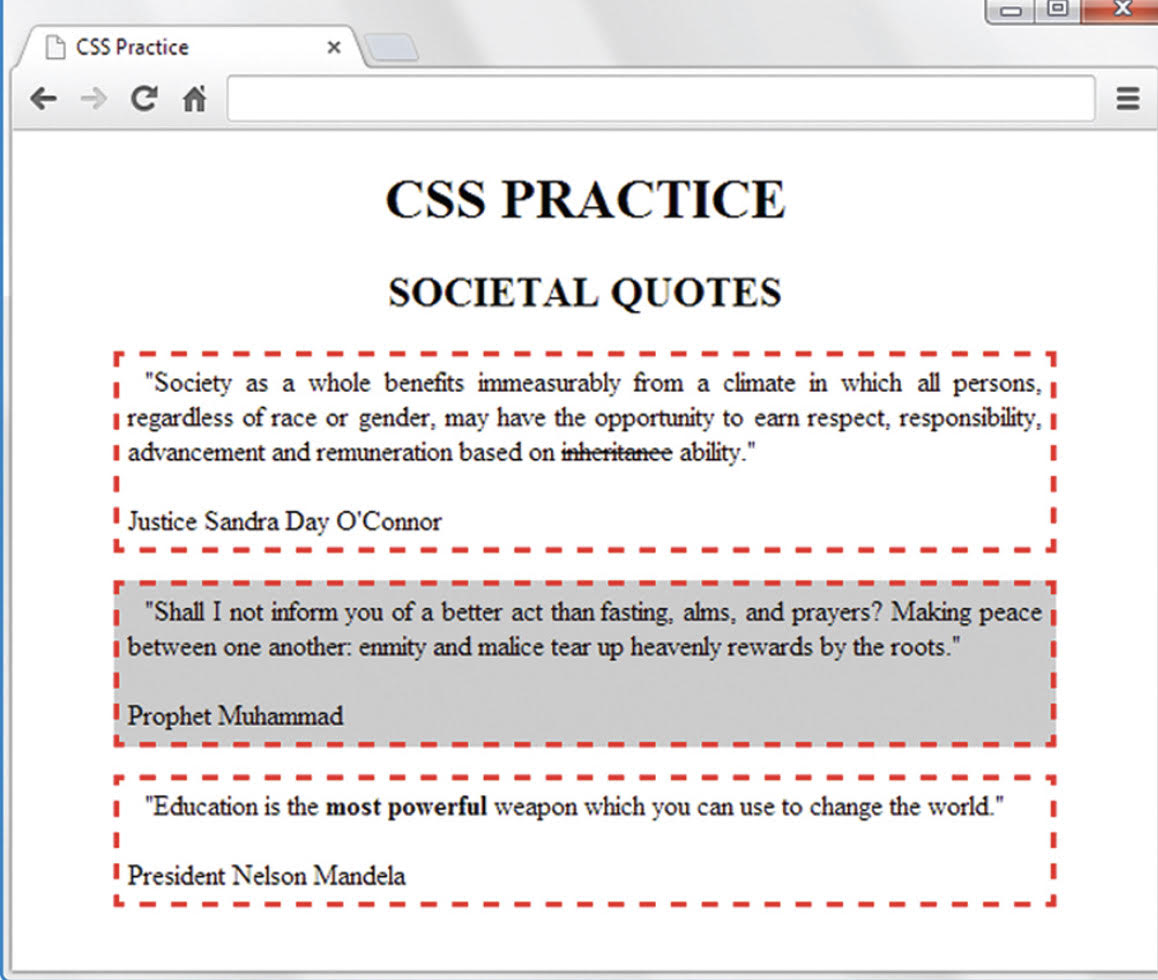 CSS Practice
CSS PRACTICE
SOCIETAL QUOTES
"Society as a whole benefits immeasurably from a climate in which all persons,
regardless of race or gender, may have the opportunity to earn respect, responsibility,
advancement and remuneration based on inheritance ability."
Justice Sandra Day O'Connor
"Shall I not inform you of a better act than fasting, alms, and prayers? Making peace
between one another: enmity and malice tear up heavenly rewards by the roots."
Prophet Muhammad
"Education is the most powerful weapon which you can use to change the world."
President Nelson Mandela